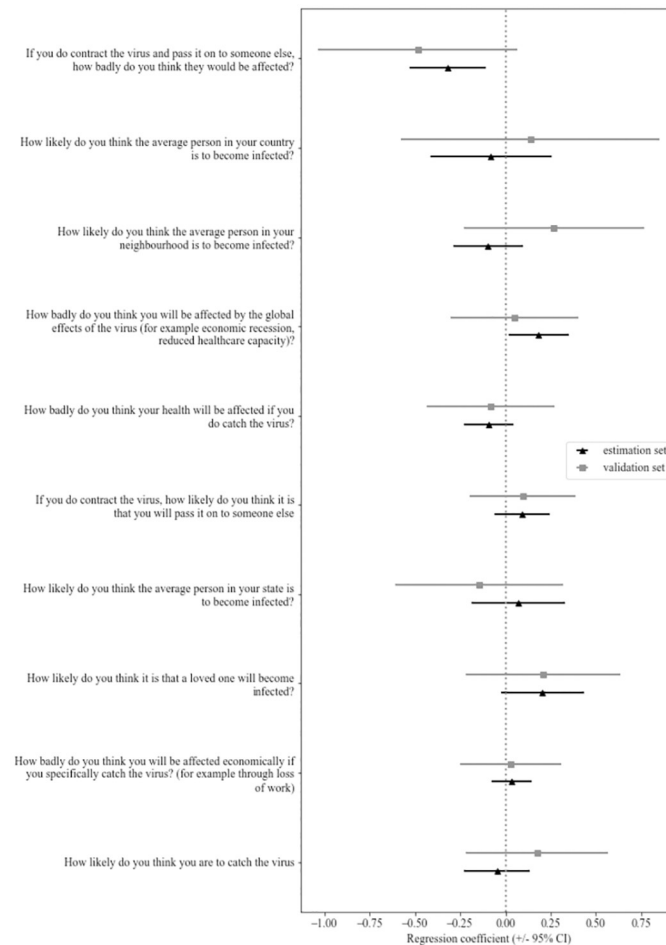 If you do contract the virus and pass it on to someone else,
how badly do you think they would be affected?
How likely do you think the average person in your country
is to become infected?
How likely do you think the average person in your
neighbourhood is to become infected?
How badly do you think you will be affected by the global
effects of the virus (for example economic recession,
reduced healthcare capacity)?
How badly do you think your health will be affected if you
do catch the virus?
estimation set
validation set
If you do contract the virus, how likely do you think it is
that you will pass it on to someone else
How likely do you think the average person in your state is
to become infected?
How likely do you think it is that a loved one will become
infected?
How badly do you think you will be affected economically if
you specifically catch the virus? (for example through loss
of work)
How likely do you think you are to catch the virus
−1.00 −0.75 −0.50 −0.25 0.00 0.25 0.50 0.75
Regression coefficient (+/- 95% CI)